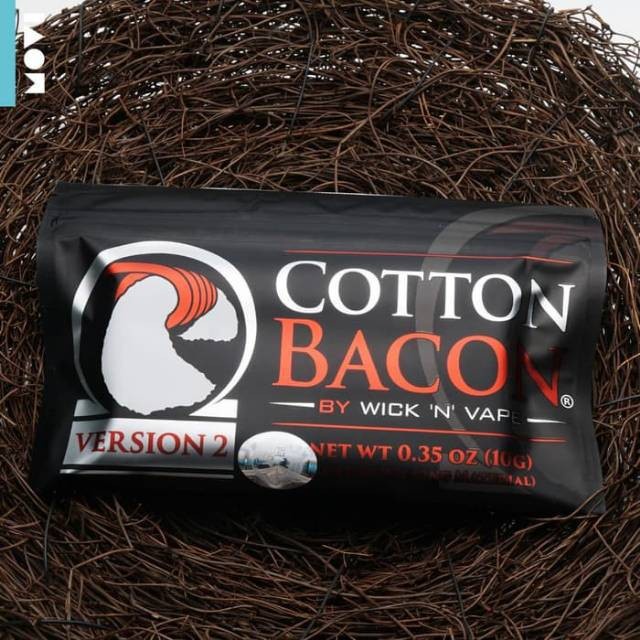 COTTON
BACON®
BY WICK 'N' VAPE
VERSION 2
NET WT 0.35 OZ (10G)